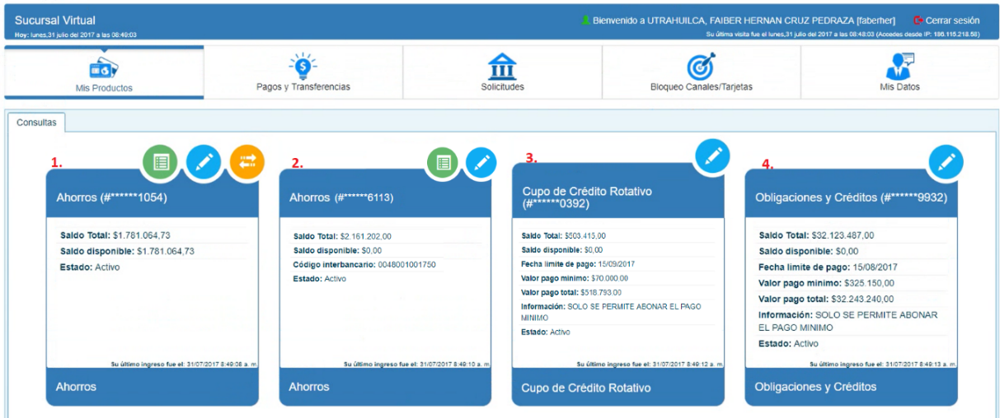 Sucursal Virtual
Bienvenido a UTRAHUILCA, FAIBER HERNAN CRUZ PEDRAZA [faberher] Cerrar sesión
Hoy: lunes,31 julio del 2017 a las 08:49:03
Su última visita fue el lunes,31 julio del 2017 a las 08:48:03 (Accedes desde IP: 186.115.218.58)
Mis Productos
Pagos y Transferencias
Solicitudes
Bloqueo Canales/Tarjetas
Mis Datos
Consultas
1.
Ahorros (#******1054)
Saldo Total: $1.781.064,73
Saldo disponible: $1.781.064,73
Estado: Activo
Su último ingreso fue el: 31/07/2017 8:49:08 a. m.
Ahorros
2.
Ahorros (#******6113)
Saldo Total: $2.161.202,00
Saldo disponible: $0,00
Código interbancario: 0048001001750
Estado: Activo
Su último ingreso fue el: 31/07/2017 8:49:10 a. m.
Ahorros
3.
Cupo de Crédito Rotativo
(#******0392)
Saldo Total: $503.415,00
Saldo disponible: $0,00
Fecha limite de pago: 15/09/2017
Valor pago minimo: $70.000,00
Valor pago total: $518.793,00
Información: SOLO SE PERMITE ABONAR EL PAGO
MINIMO
Estado: Activo
Su último ingreso fue el: 31/07/2017 8:49:12 a. m.
Cupo de Crédito Rotativo
4.
Obligaciones y Créditos (#******9932)
Saldo Total: $32.123.487,00
Saldo disponible: $0,00
Fecha limite de pago: 15/08/2017
Valor pago minimo: $325.150,00
Valor pago total: $32.243.240,00
Información: SOLO SE PERMITE ABONAR
EL PAGO MINIMO
Estado: Activo
Su último ingreso fue el: 31/07/2017 8:49:13 a. m.
Obligaciones y Créditos